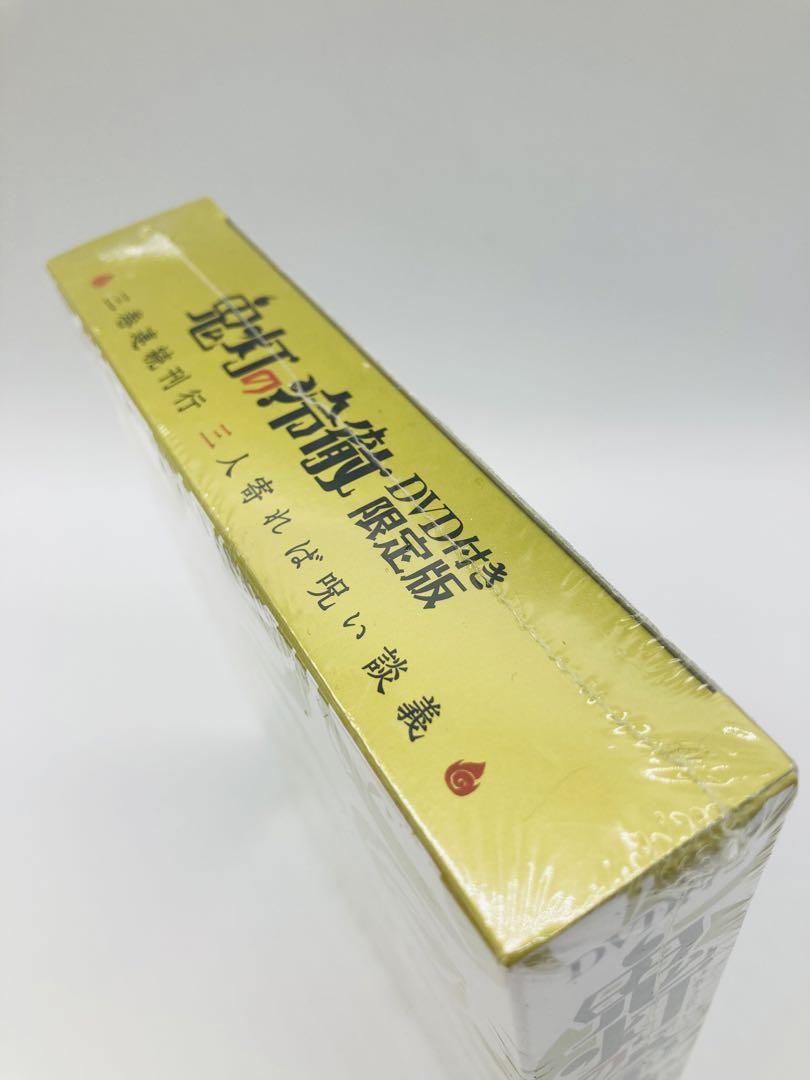 鬼灯の冷徹
DVD付き
限定版
三巻連続刊行 三人寄れば呪い談義